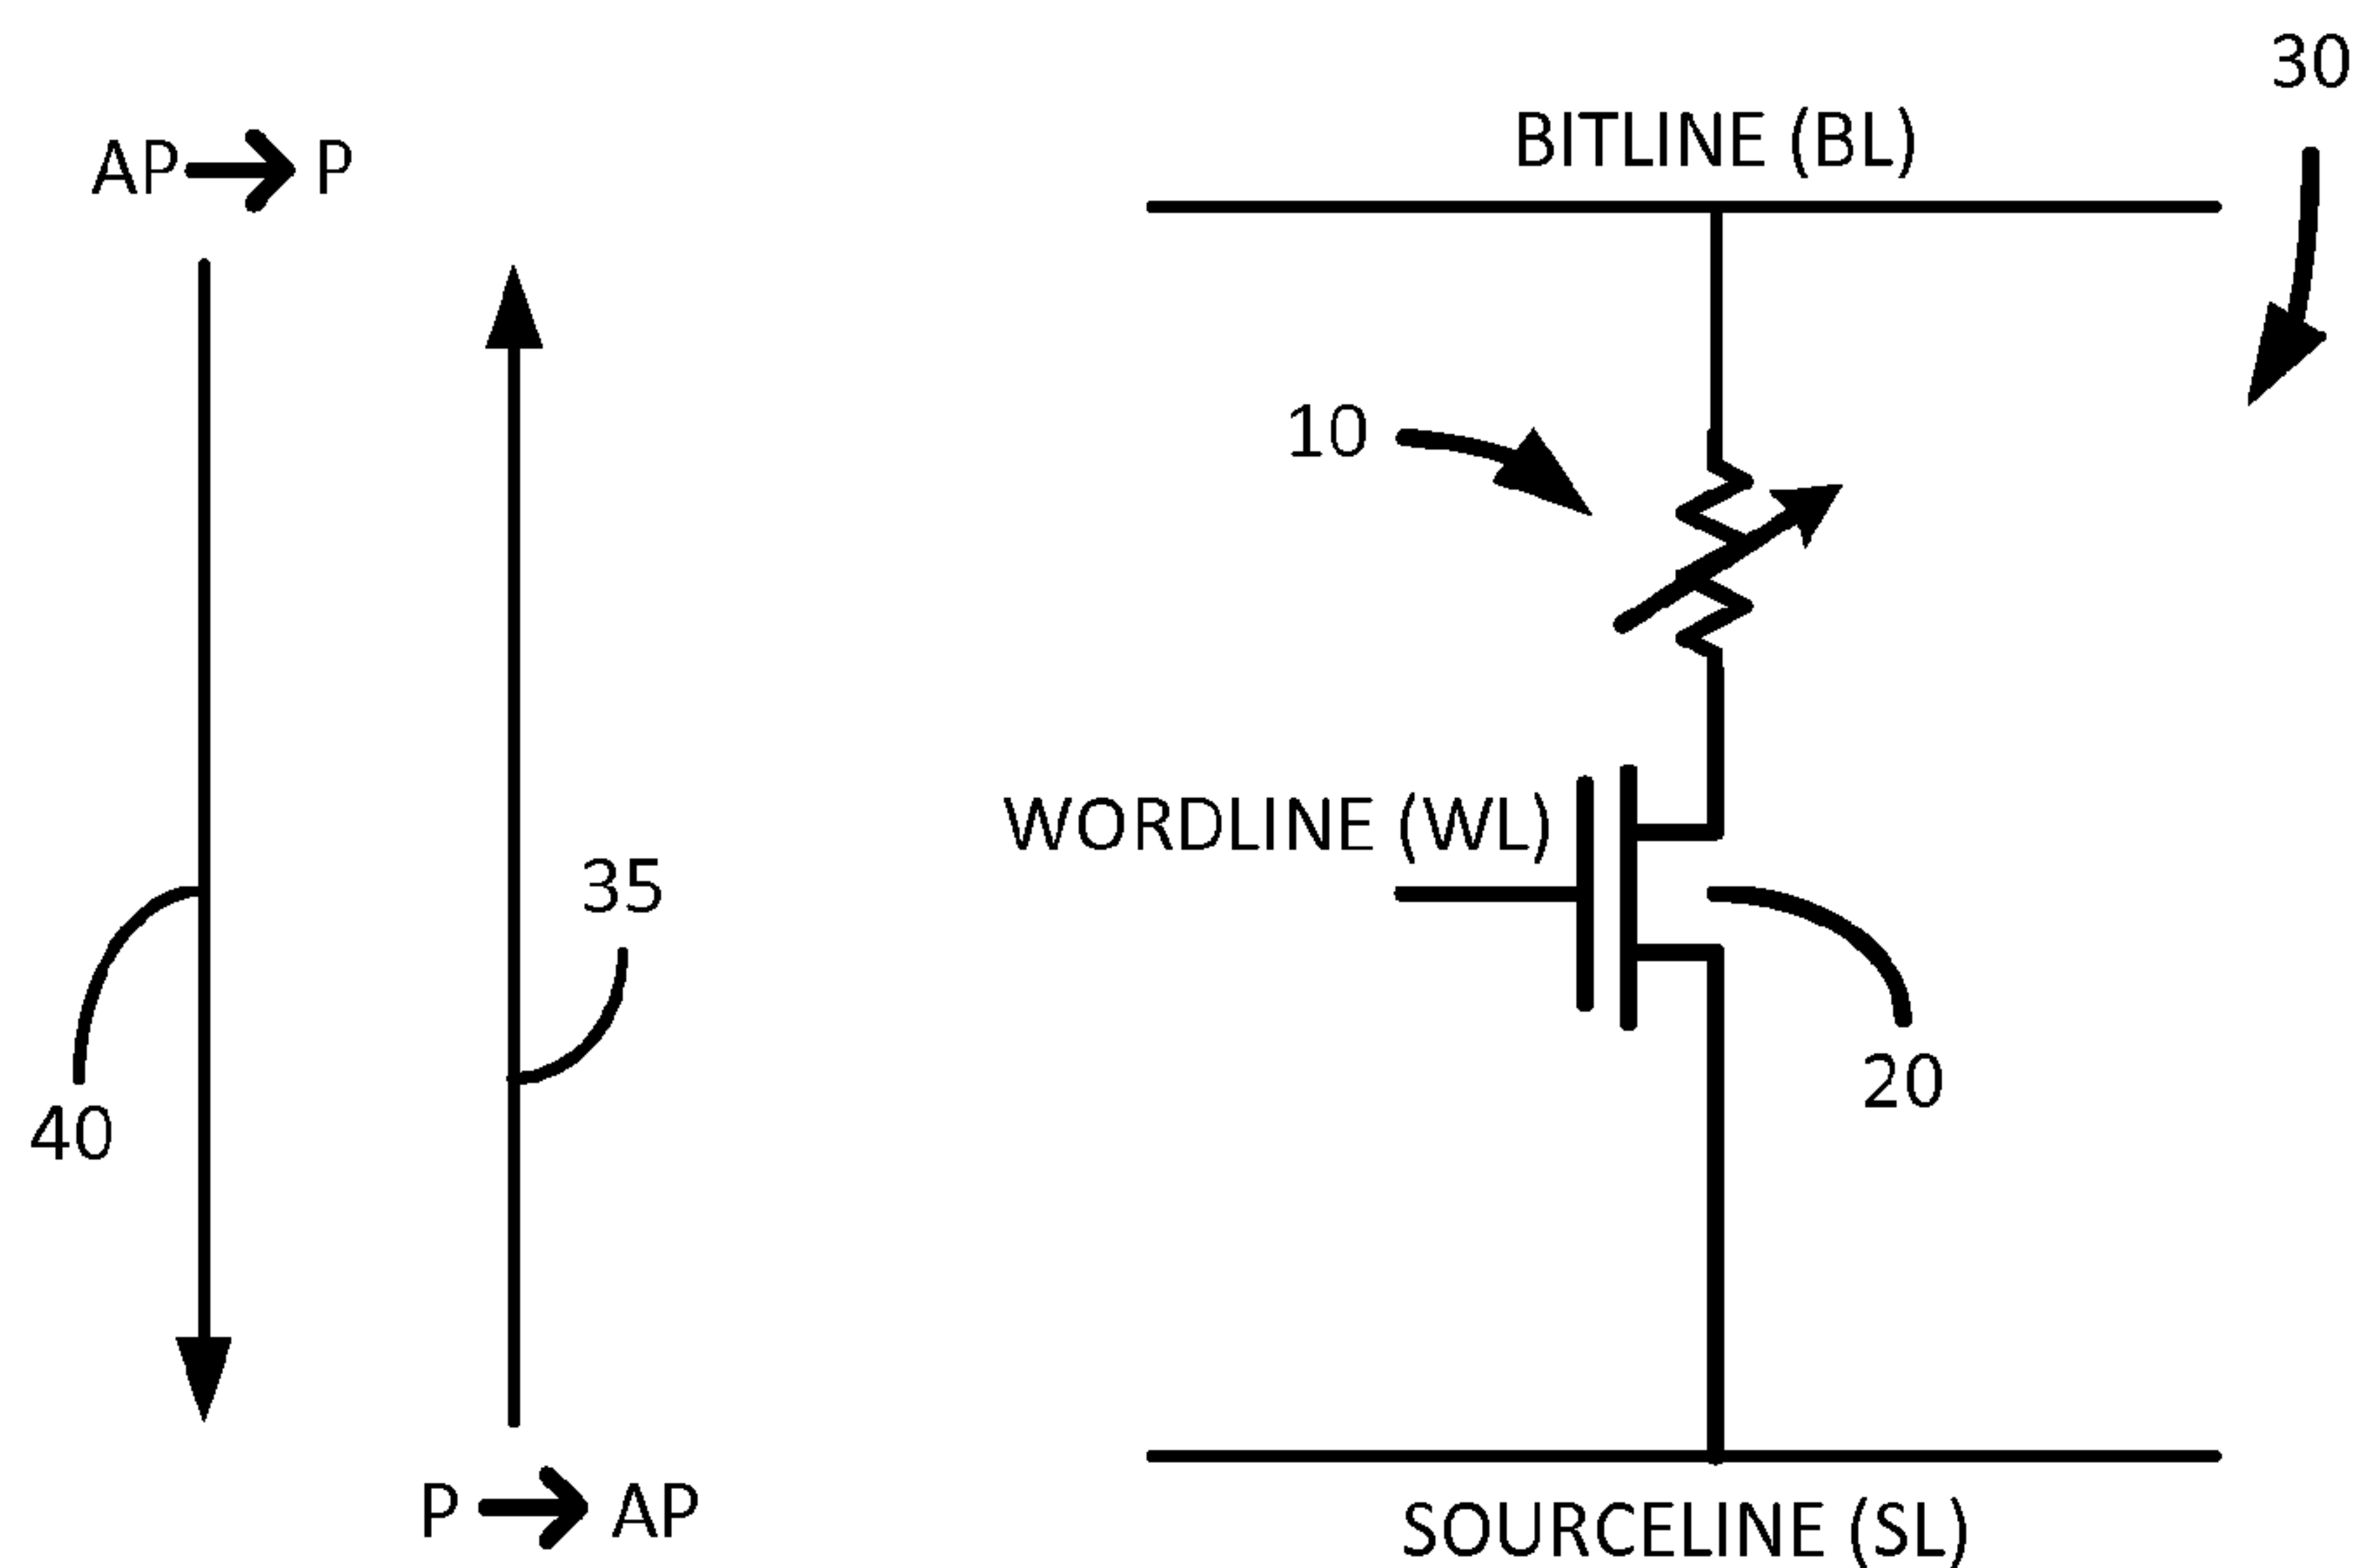 30
BITLINE (BL)
AP → P
10
WORDLINE (WL)
35
20
40
P → AP
SOURCELINE (SL)